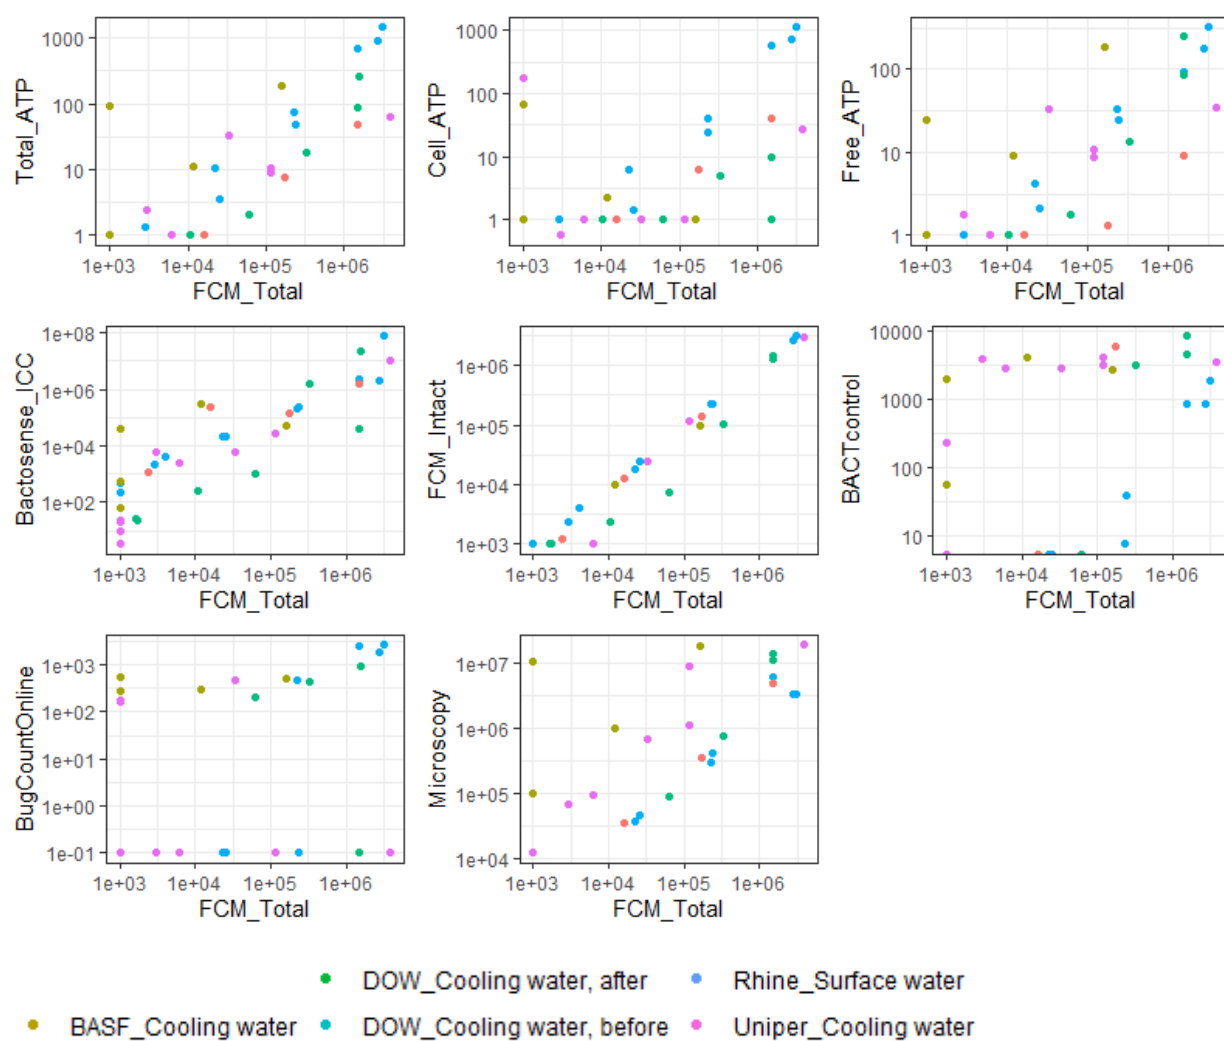 Total_ATP
1000
100
10
1
1e+03 1e+04 1e+05 1e+06
FCM_Total
Cell_ATP
1000
100
10
1
1e+03 1e+04 1e+05 1e+06
FCM_Total
Free_ATP
100
10
1
1e+03 1e+04 1e+05 1e+06
FCM_Total
Bactosense_ICC
1e+08
1e+06
1e+04
1e+02
1e+03 1e+04 1e+05 1e+06
FCM_Total
FCM_Intact
1e+06
1e+05
1e+04
1e+03
1e+03 1e+04 1e+05 1e+06
FCM_Total
BACTcontrol
10000
1000
100
10
1e+03 1e+04 1e+05 1e+06
FCM_Total
BugCountOnline
1e+03
1e+02
1e+01
1e+00
1e-01
1e+03 1e+04 1e+05 1e+06
FCM_Total
Microscopy
1e+07
1e+06
1e+05
1e+04
1e+03 1e+04 1e+05 1e+06
FCM_Total
DOW_Cooling water, after Rhine_Surface water
BASF_Cooling water DOW_Cooling water, before Uniper_Cooling water